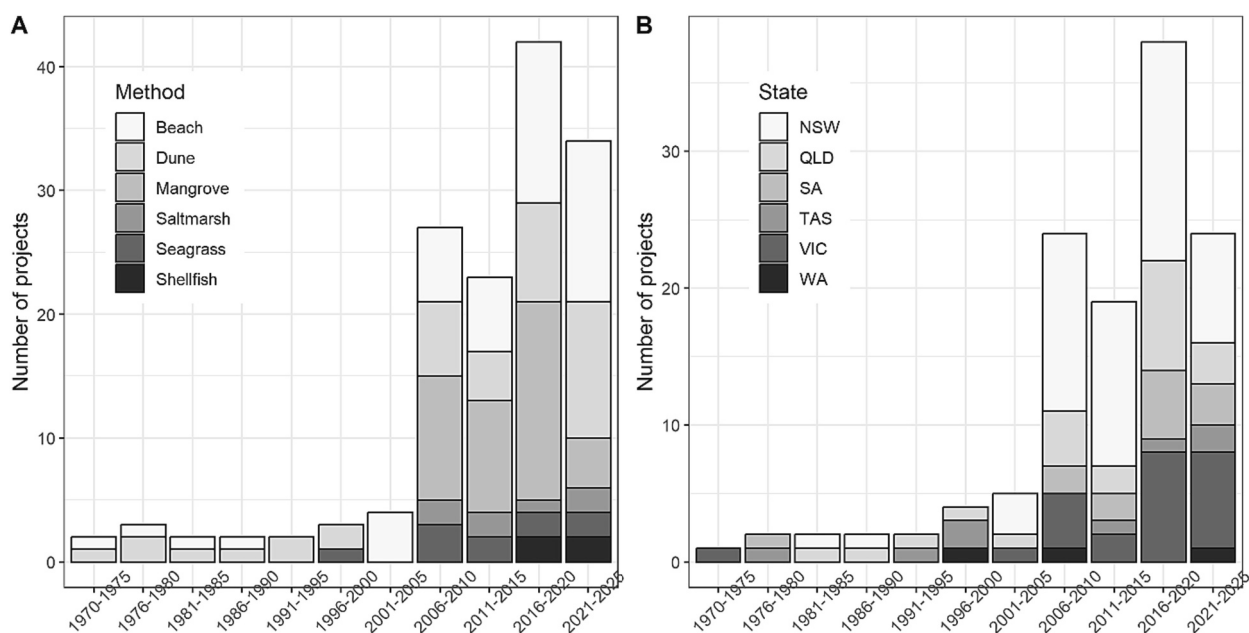 A
Number of projects
40
30
20
10
0
Method
Beach
Dune
Mangrove
Saltmarsh
Seagrass
Shellfish
1970-1975
1976-1980
1981-1985
1986-1990
1991-1995
1996-2000
2001-2005
2006-2010
2011-2015
2016-2020
2021-2025
B
Number of projects
30
20
10
0
State
NSW
QLD
SA
TAS
VIC
WA
1970-1975
1976-1980
1981-1985
1986-1990
1991-1995
1996-2000
2001-2005
2006-2010
2011-2015
2016-2020
2021-2025